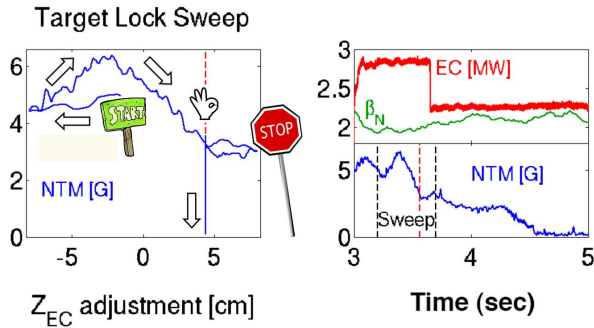 Target Lock Sweep
6
4
2
0
START
STOP
NTM [G]
-5
0
5
Z_EC adjustment [cm]
3
2.5
2
EC [MW]
β_N
5
0
NTM [G]
Sweep
3
4
5
Time (sec)